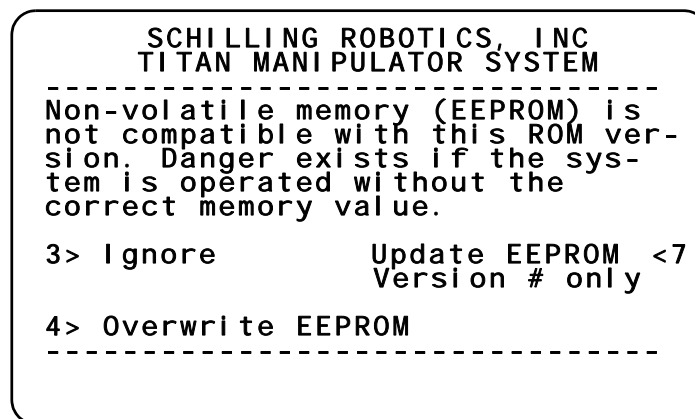 SCHILLING ROBOTICS, INC
TITAN MANIPULATOR SYSTEM
--------------------------------
Non-volatile memory (EEPROM) is
not compatible with this ROM ver-
sion. Danger exists if the sys-
tem is operated without the
correct memory value.
3> Ignore Update EEPROM <7
Version # only
4> Overwrite EEPROM
--------------------------------